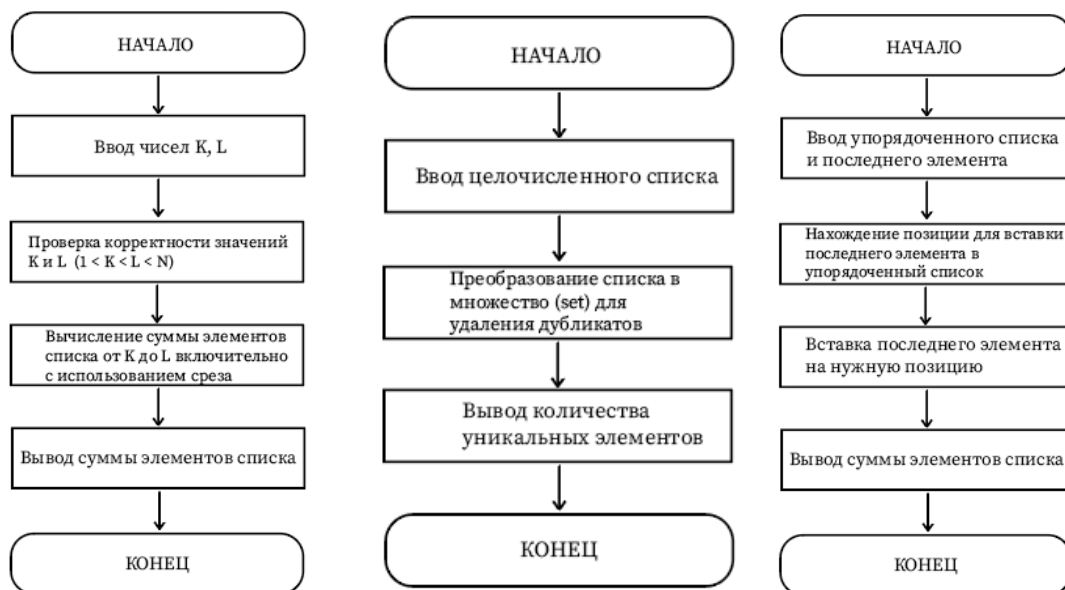 НАЧАЛО
Ввод чисел K, L
Проверка корректности значений
K и L (1 < K < L < N)
Вычисление суммы элементов
списка от K до L включительно
с использованием среза
Вывод суммы элементов списка
КОНЕЦ
НАЧАЛО
Ввод целочисленного списка
Преобразование списка в
множество (set) для
удаления дубликатов
Вывод количества
уникальных элементов
КОНЕЦ
НАЧАЛО
Ввод упорядоченного списка
и последнего элемента
Нахождение позиции для вставки
последнего элемента в
упорядоченный список
Вставка последнего элемента
на нужную позицию
Вывод суммы элементов списка
КОНЕЦ